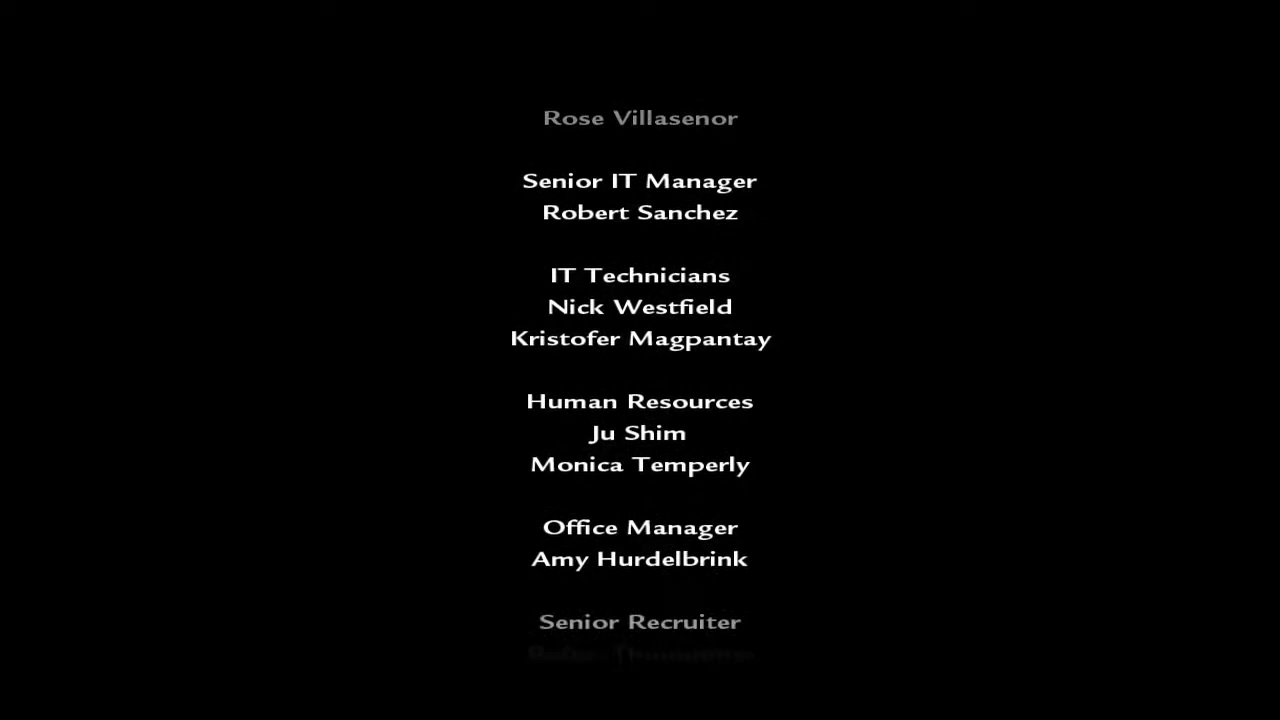 Rose Villasenor
Senior IT Manager
Robert Sanchez
IT Technicians
Nick Westfield
Kristofer Magpantay
Human Resources
Ju Shim
Monica Temperly
Office Manager
Amy Hurdelbrink
Senior Recruiter